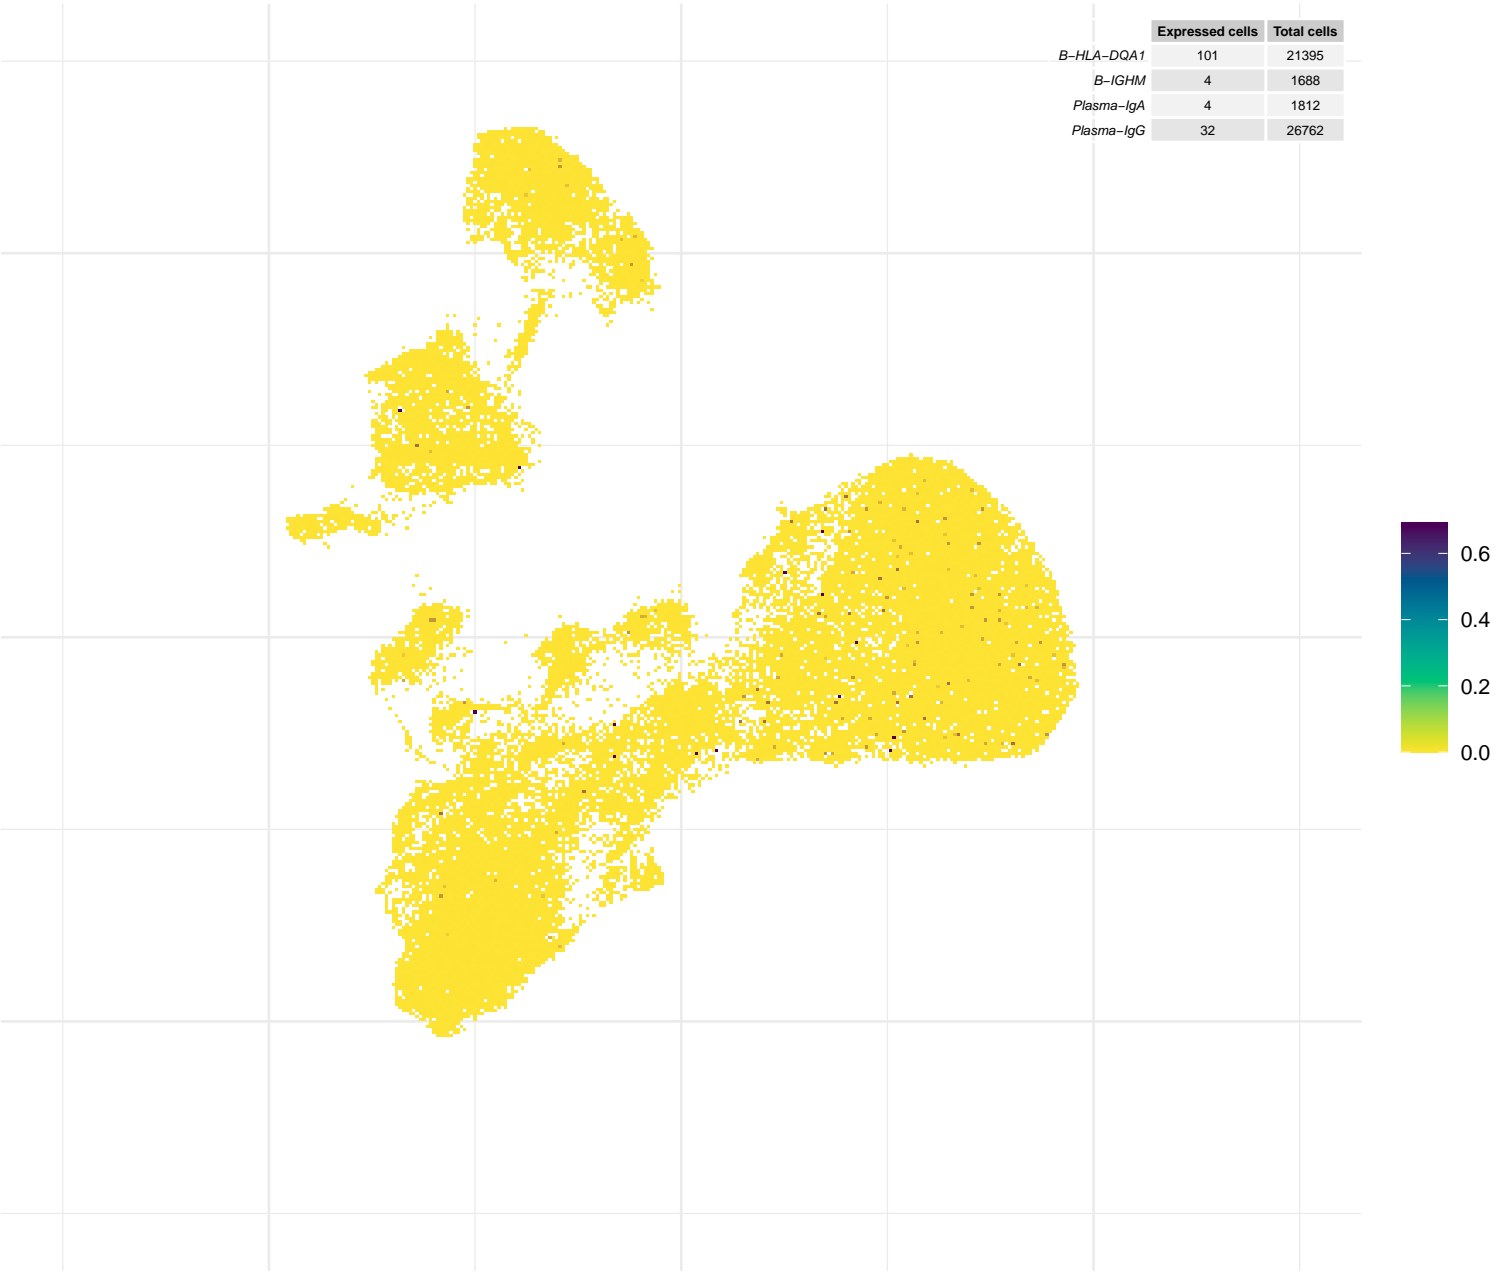 Expressed cells Total cells
B−HLA−DQA1 101 21395
B−IGHM 4 1688
Plasma−IgA 4 1812
Plasma−IgG 32 26762
0.6
0.4
0.2
0.0